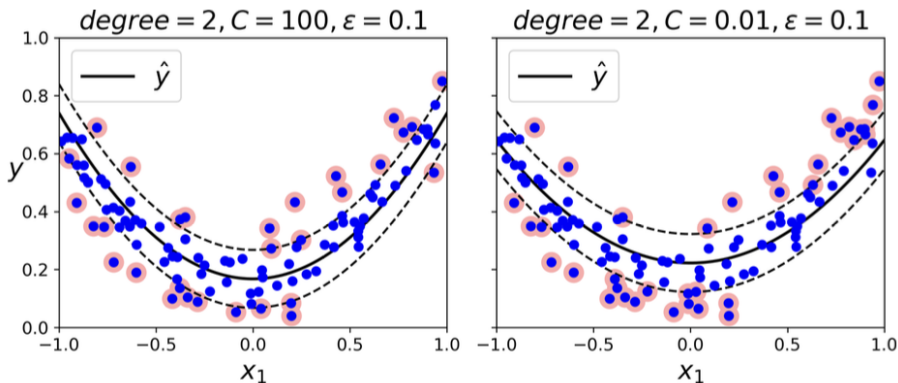 degree = 2, C = 100, ε = 0.1
ŷ
1.0
0.8
0.6
0.4
0.2
0.0
y
−1.0 −0.5 0.0 0.5 1.0
x₁
degree = 2, C = 0.01, ε = 0.1
ŷ
−1.0 −0.5 0.0 0.5 1.0
x₁